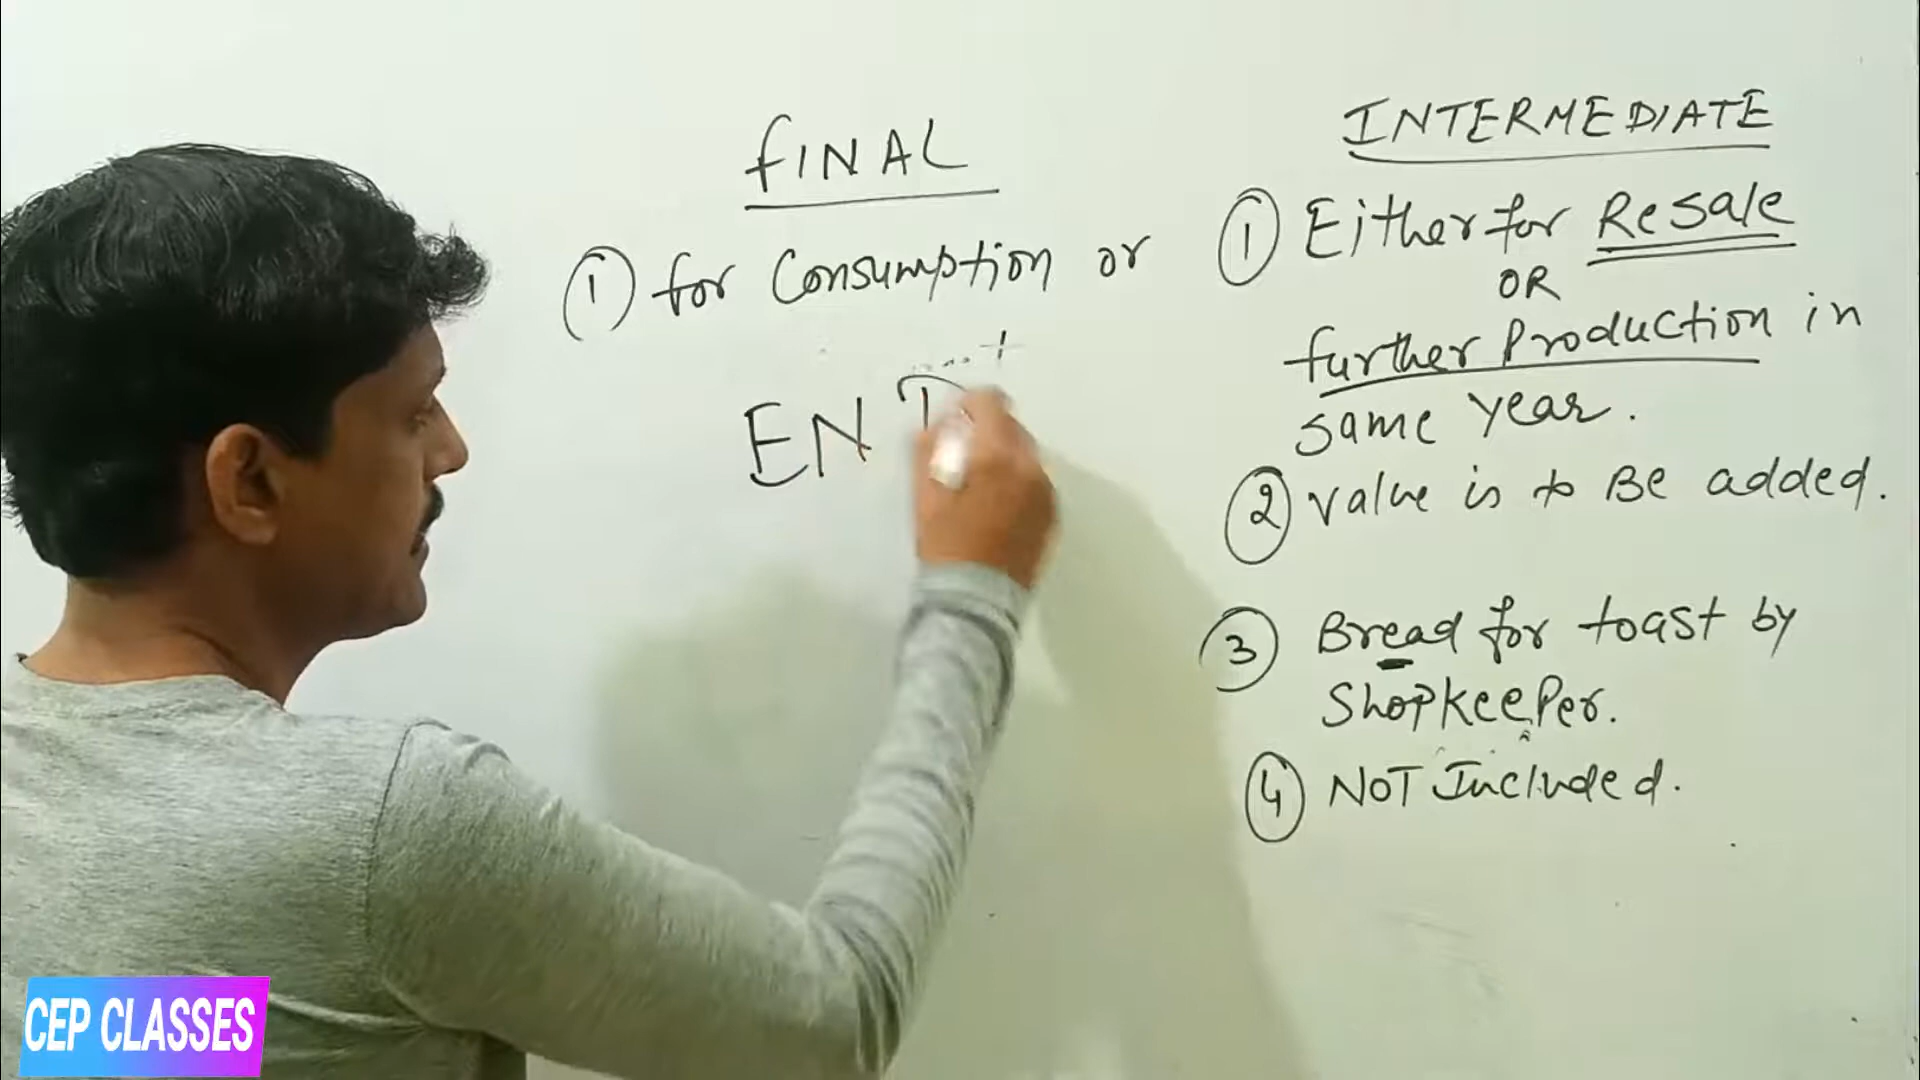 FINAL
① for Consumption or
END
INTERMEDIATE
① Either for Resale
OR
further Production in
same year.
② value is to Be added.
③ Bread for toast by
Shopkeeper.
④ NOT Included.
CEP CLASSES